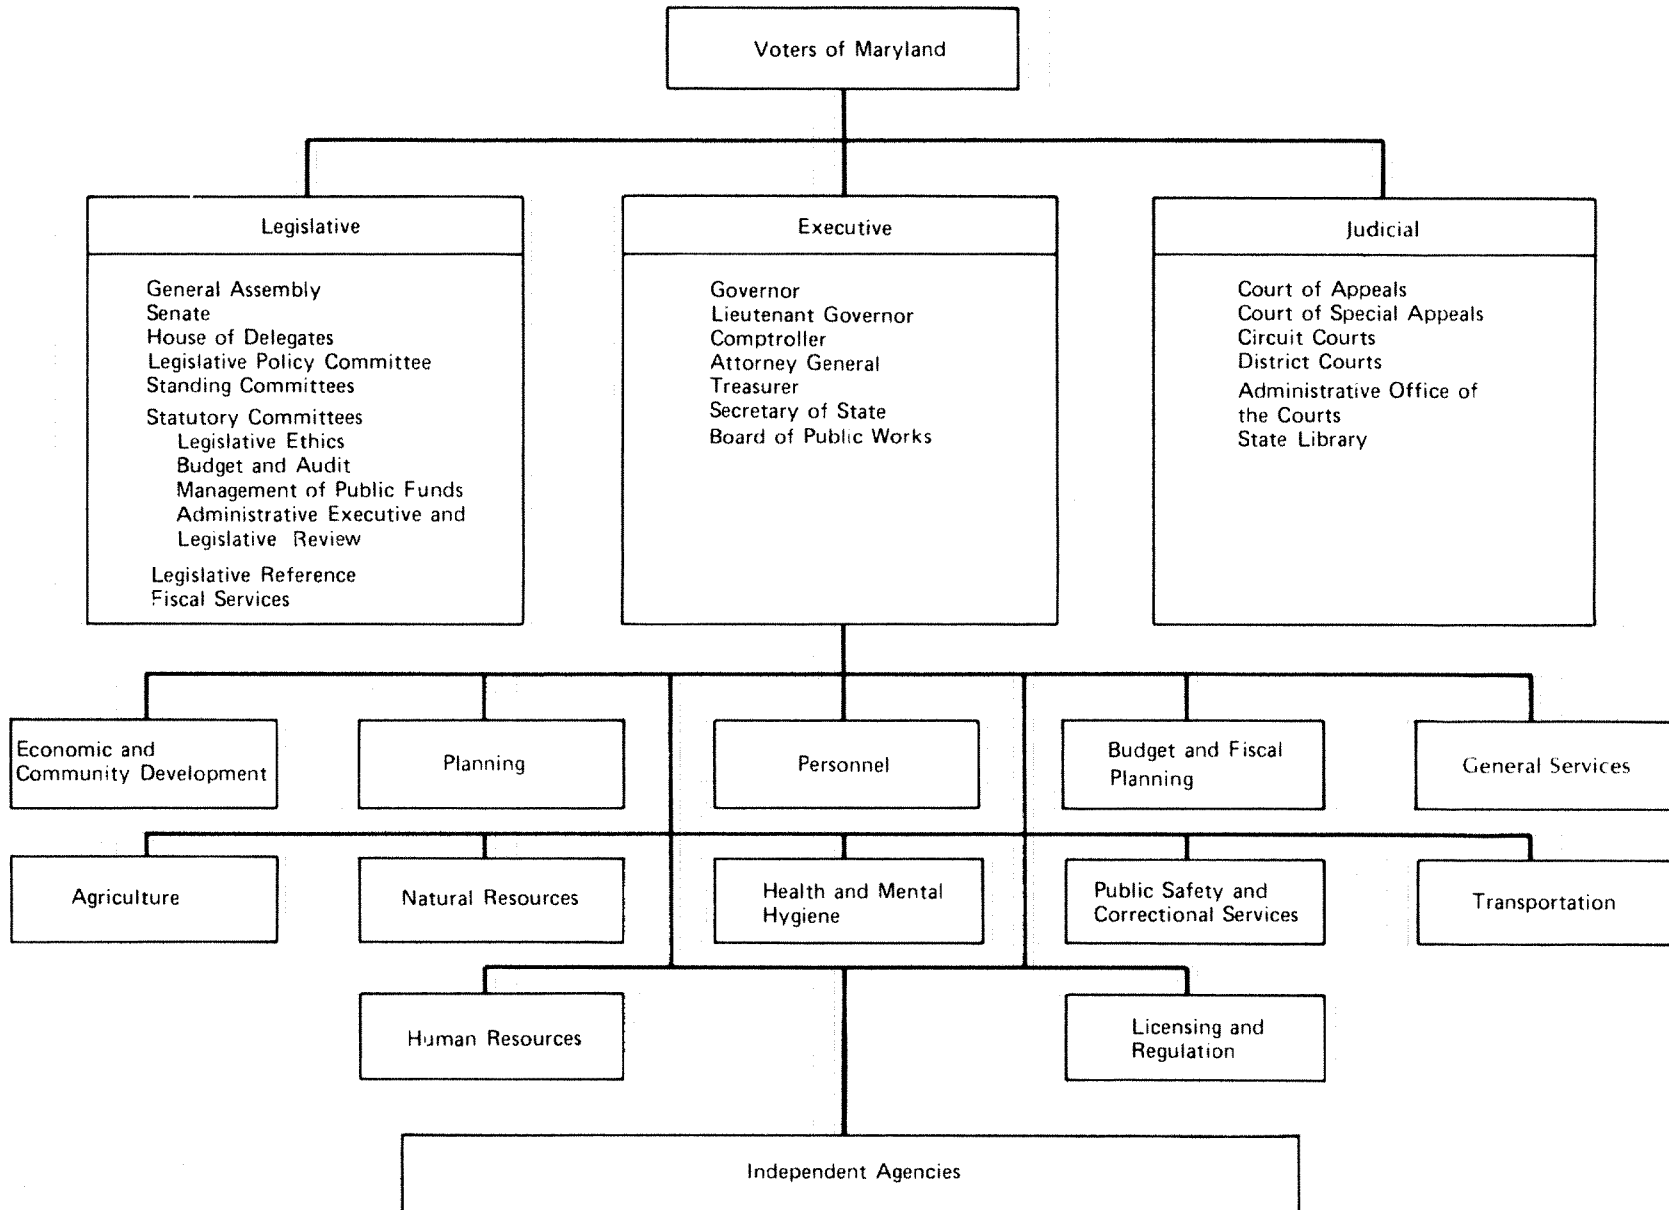 Voters of Maryland
Legislative
General Assembly
Senate
House of Delegates
Legislative Policy Committee
Standing Committees
Statutory Committees
Legislative Ethics
Budget and Audit
Management of Public Funds
Administrative Executive and
Legislative Review
Legislative Reference
Fiscal Services
Executive
Governor
Lieutenant Governor
Comptroller
Attorney General
Treasurer
Secretary of State
Board of Public Works
Judicial
Court of Appeals
Court of Special Appeals
Circuit Courts
District Courts
Administrative Office of
the Courts
State Library
Economic and
Community Development
Planning
Personnel
Budget and Fiscal
Planning
General Services
Agriculture
Natural Resources
Health and Mental
Hygiene
Public Safety and
Correctional Services
Transportation
Human Resources
Licensing and
Regulation
Independent Agencies